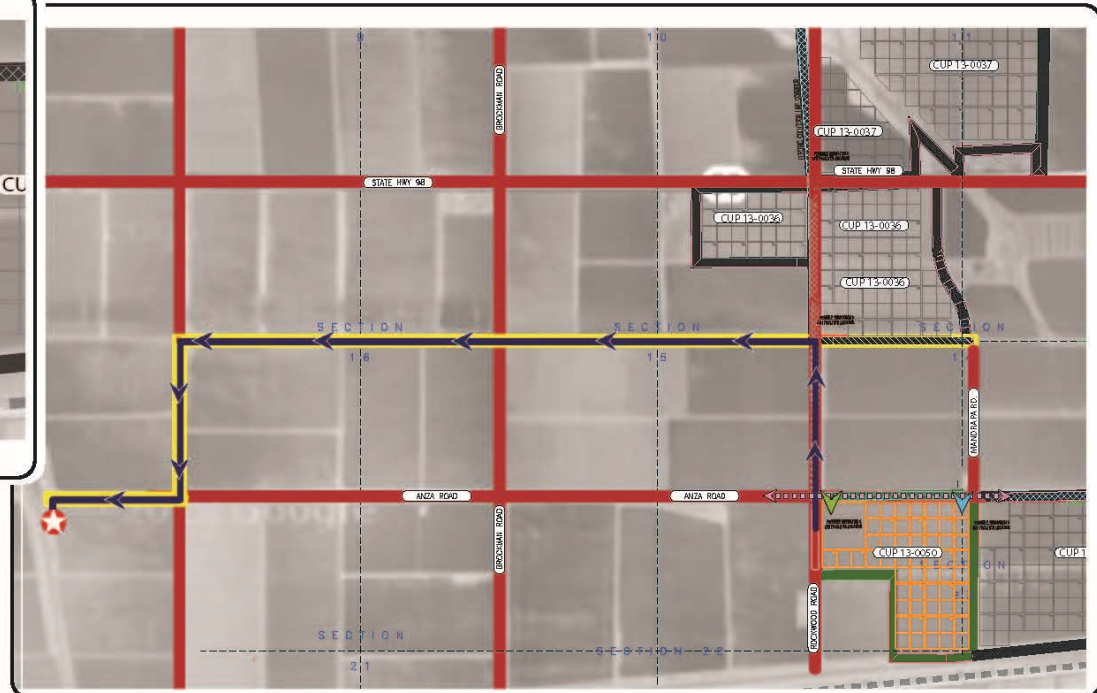 CU
9
10
11
CUP 13-0037
BROCKMAN ROAD
CUP 13-0037
STATE HWY 98
STATE HWY 98
CUP 13-0036
CUP 13-0036
CUP 13-0036
SECTION
SECTION
SECTION
16
15
MANDRAPA RD.
ANZA ROAD
ANZA ROAD
BROCKMAN ROAD
CUP 13-0050
CUP 1
SECTION
ROCKWOOD ROAD
SECTION
SECTION 22
21